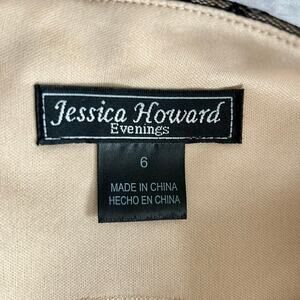 Jessica Howard
Evenings
6
MADE IN CHINA
HECHO EN CHINA